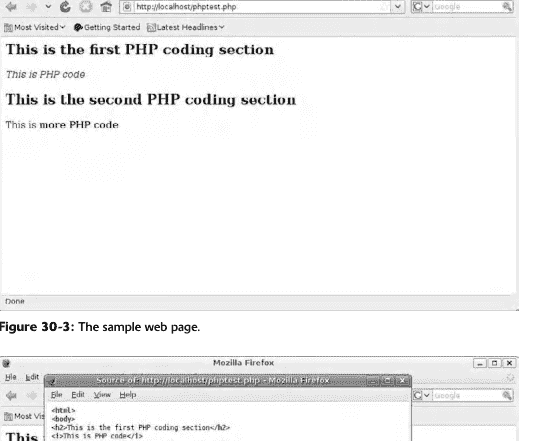 http://localhost/phptest.php
Google
Most Visited
Getting Started
Latest Headlines
This is the first PHP coding section
This is PHP code
This is the second PHP coding section
This is more PHP code
Done
Figure 30-3: The sample web page.
Mozilla Firefox
File Edit
Source of: http://localhost/phptest.php - Mozilla Firefox
File Edit View Help
Google
Most Vis
<html>
<body>
<h2>This is the first PHP coding section</h2>
<i>This is PHP code</i>
This